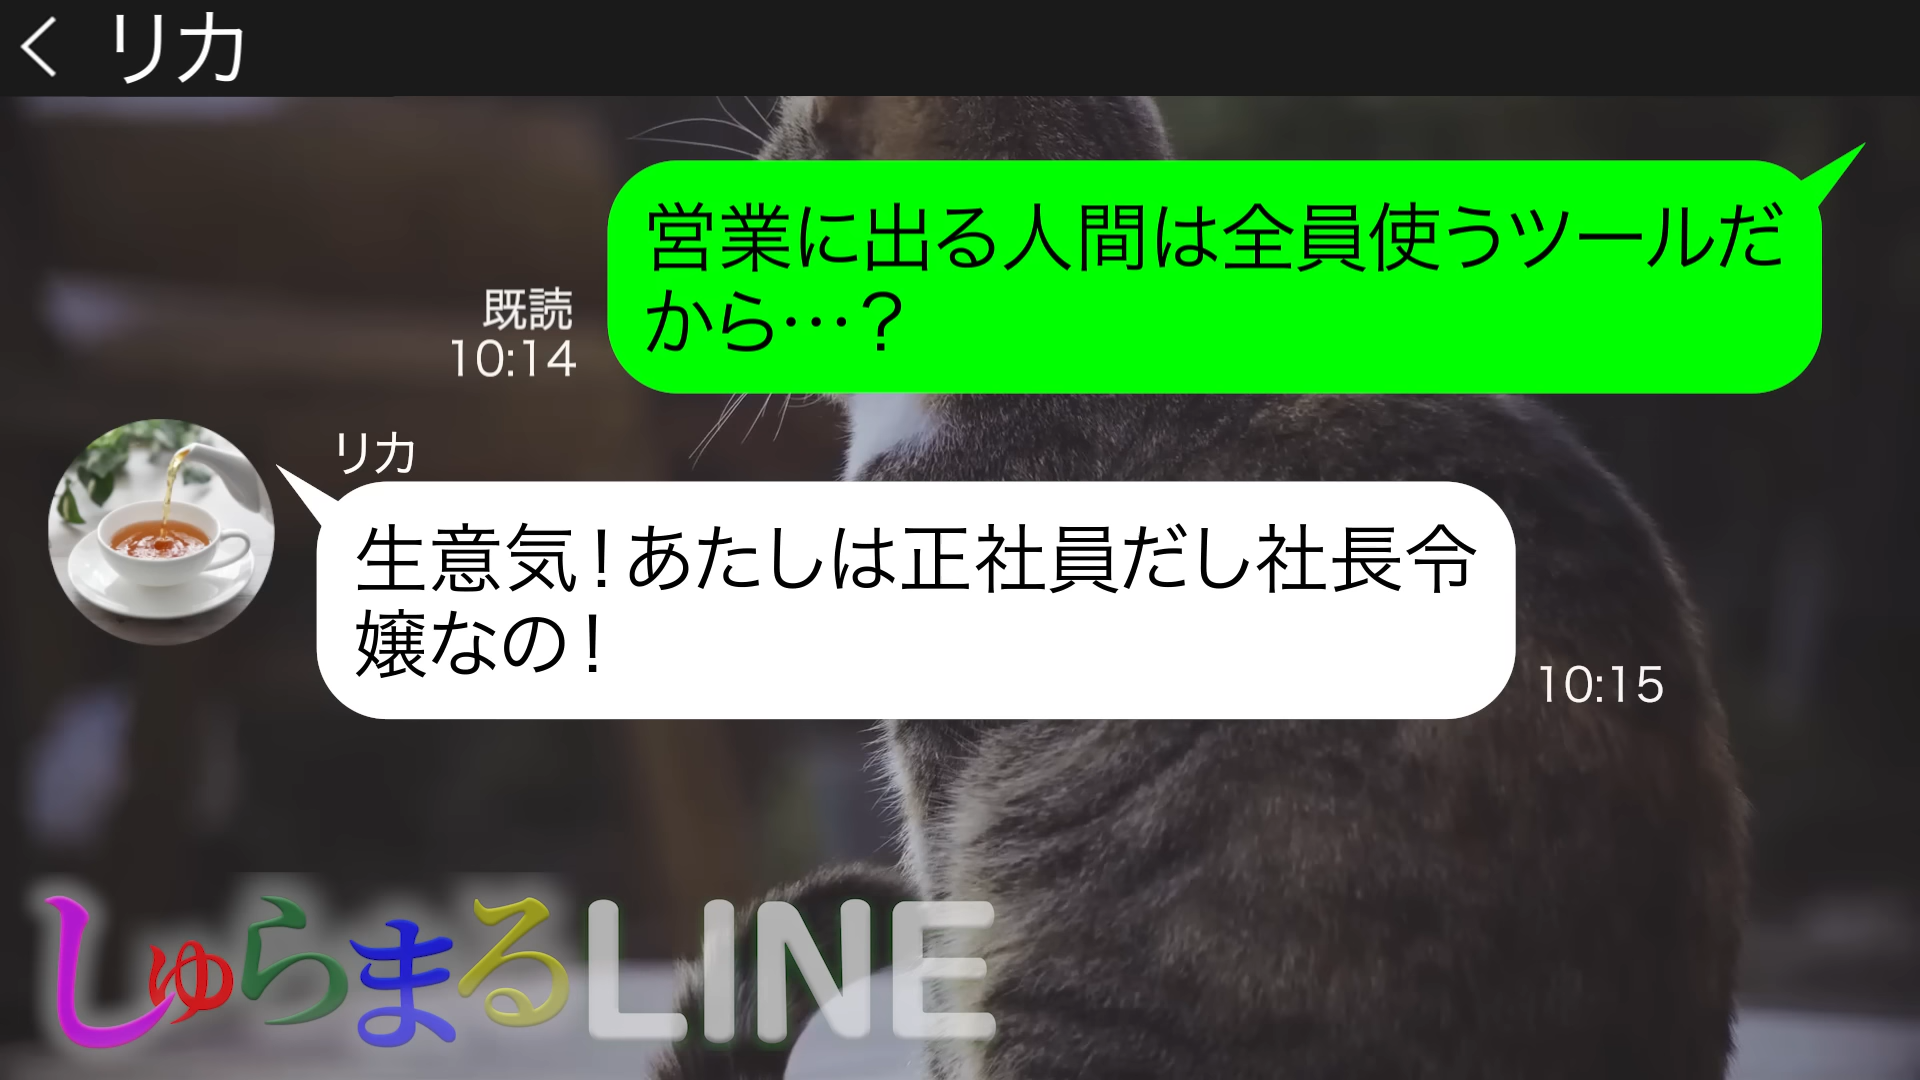 リカ
営業に出る人間は全員使うツールだ
から…？
既読
10:14
リカ
生意気！あたしは正社員だし社長令
嬢なの！
10:15
しゅらまるLINE